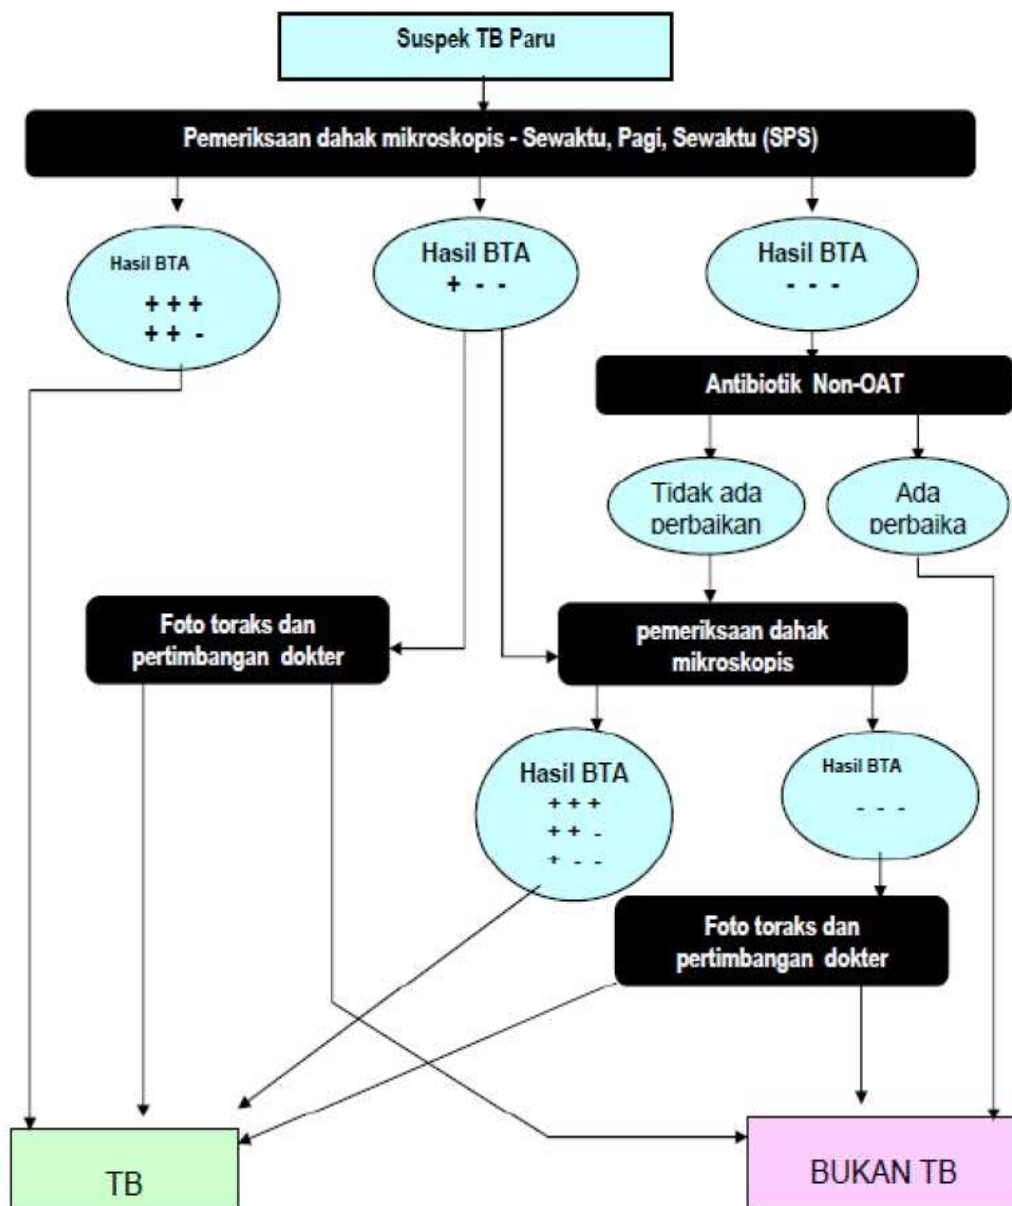 Suspek TB Paru
Pemeriksaan dahak mikroskopis - Sewaktu, Pagi, Sewaktu (SPS)
Hasil BTA
+ + +
+ + -
Hasil BTA
+ - -
Hasil BTA
- - -
Antibiotik Non-OAT
Tidak ada
perbaikan
Ada
perbaika
Foto toraks dan
pertimbangan dokter
pemeriksaan dahak
mikroskopis
Hasil BTA
+ + +
+ + -
+ - -
Hasil BTA
- - -
Foto toraks dan
pertimbangan dokter
TB
BUKAN TB